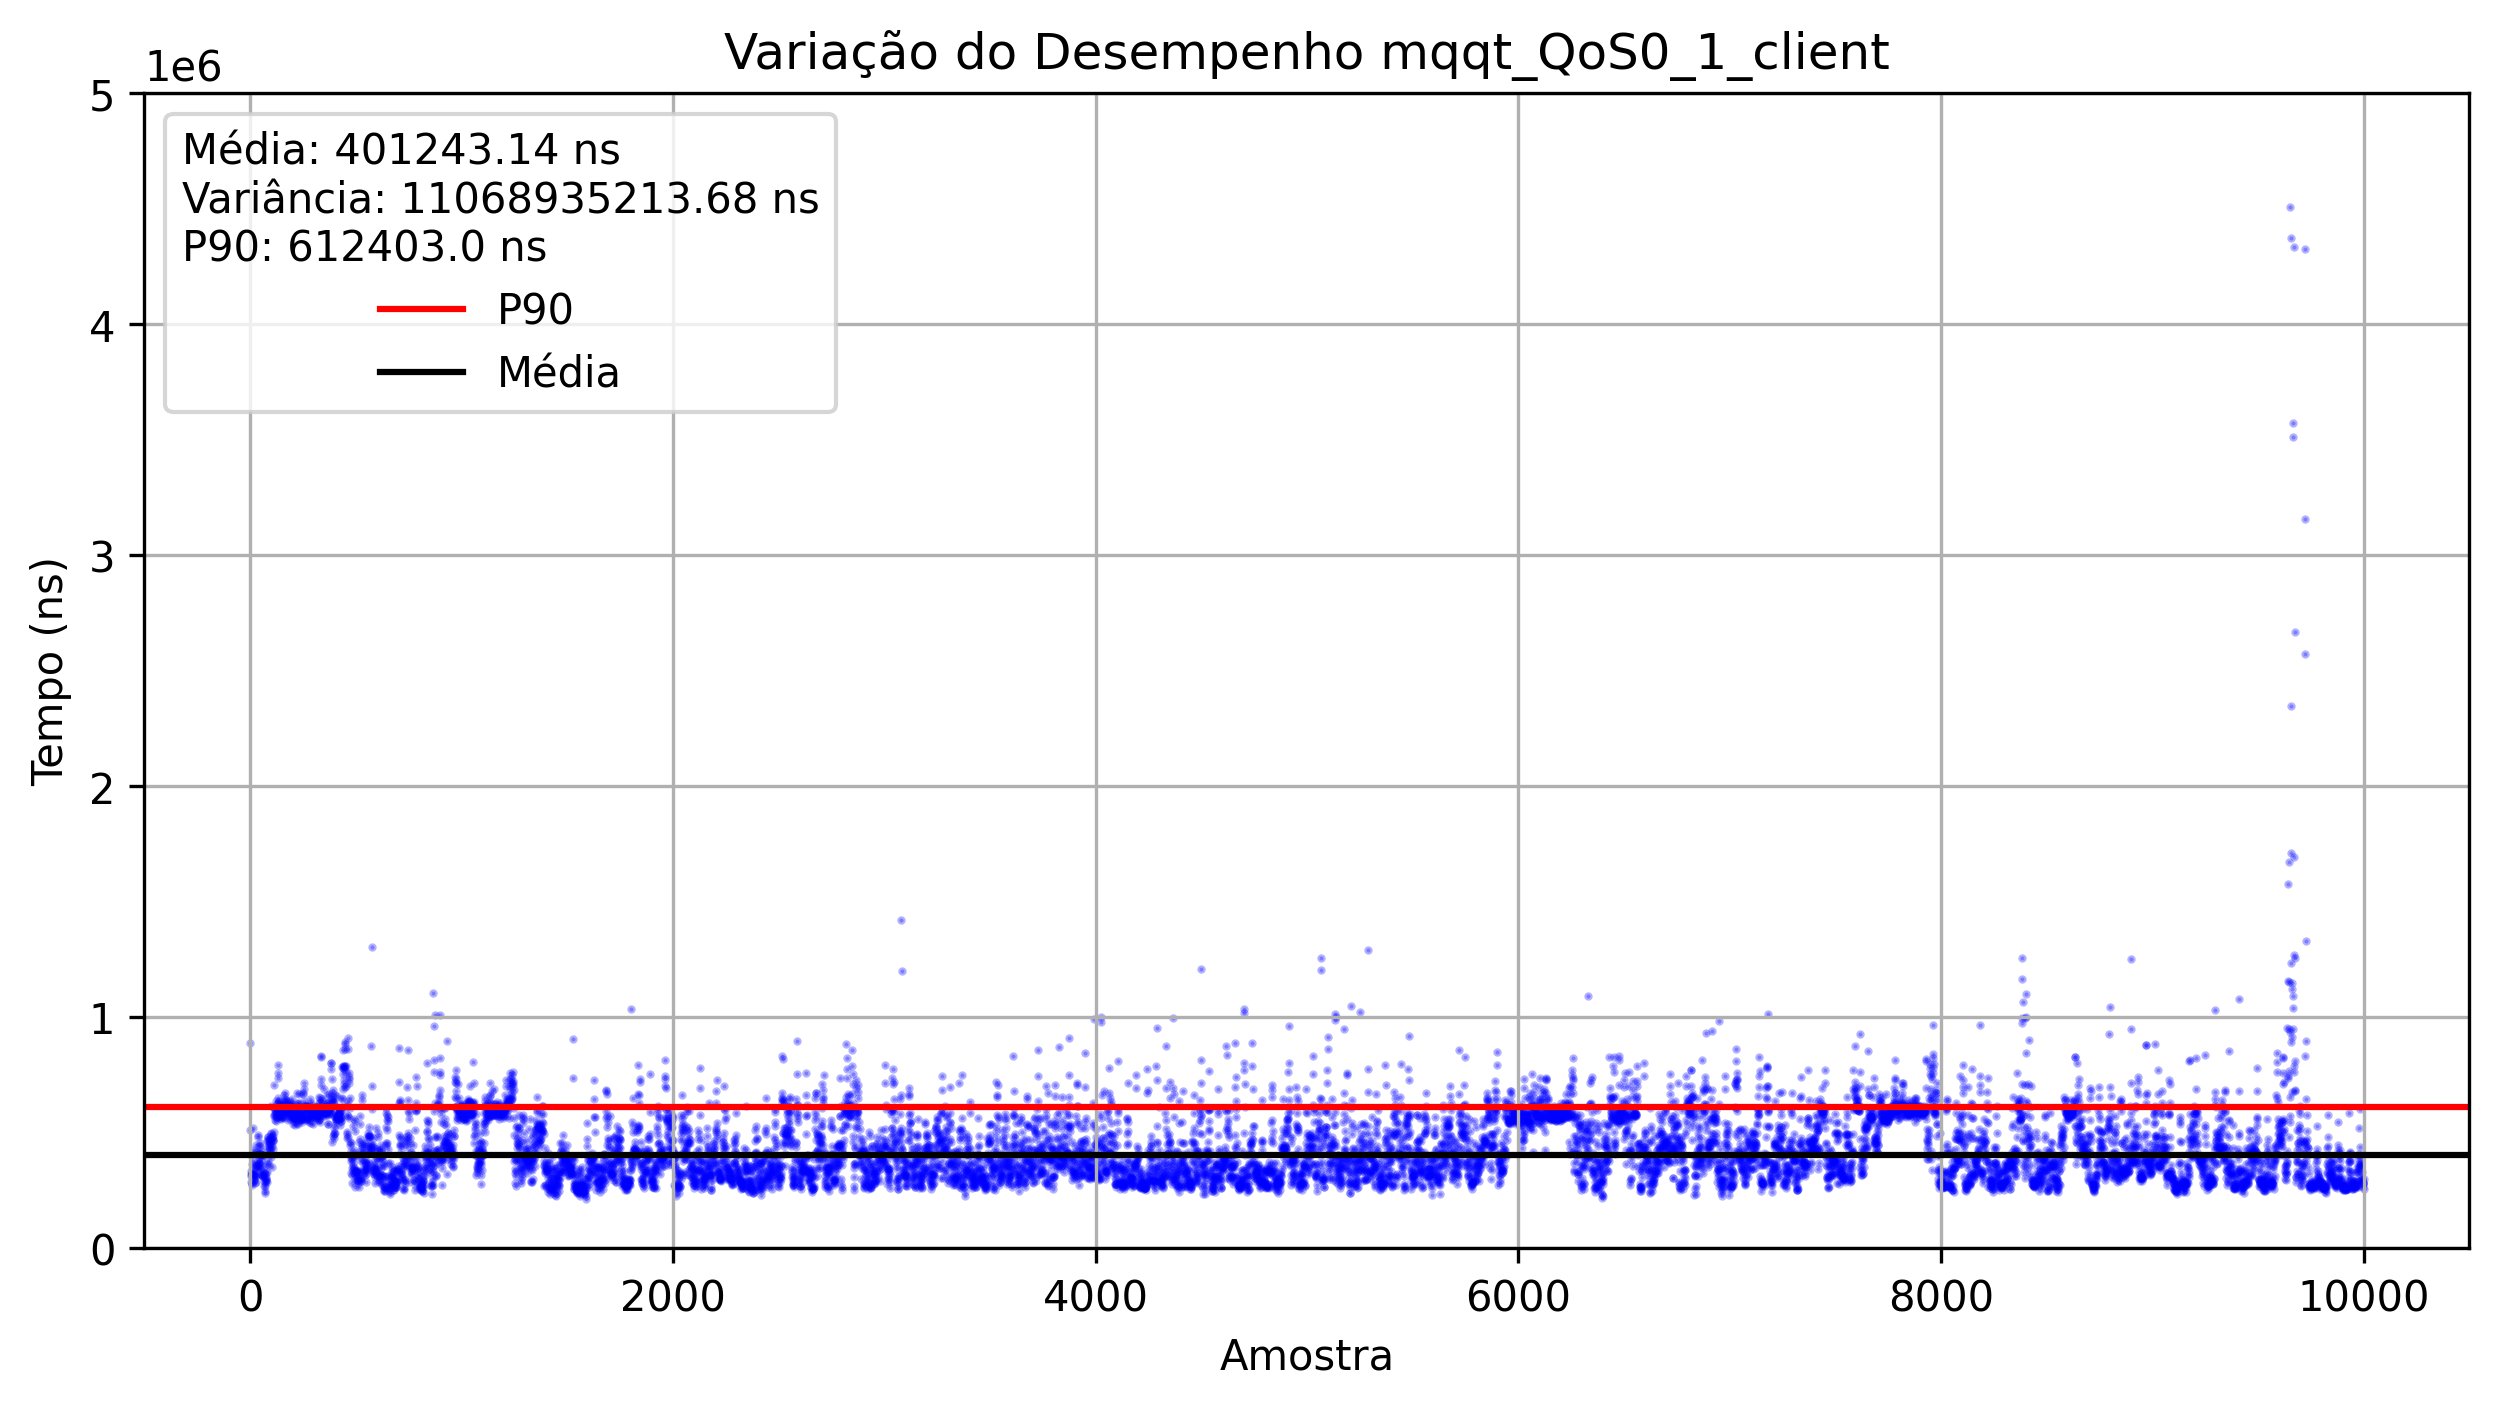 Variação do Desempenho mqqt_QoS0_1_client
1e6
5
4
3
2
1
0
Tempo (ns)
Média: 401243.14 ns
Variância: 11068935213.68 ns
P90: 612403.0 ns
P90
Média
0 2000 4000 6000 8000 10000
Amostra